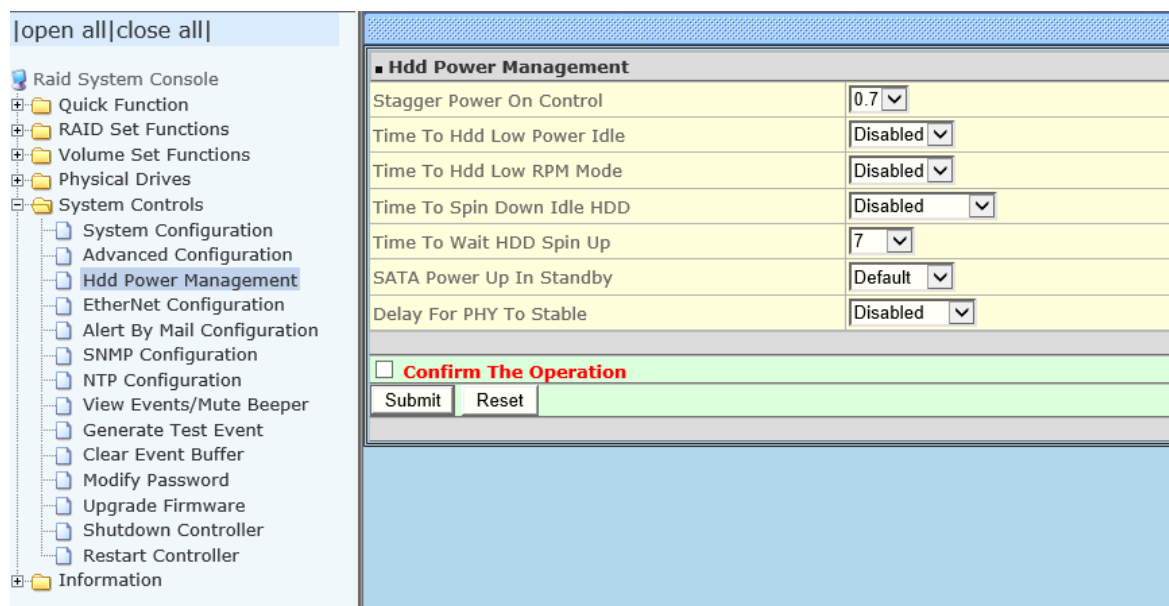 |open all|close all|
Raid System Console
Quick Function
RAID Set Functions
Volume Set Functions
Physical Drives
System Controls
System Configuration
Advanced Configuration
Hdd Power Management
EtherNet Configuration
Alert By Mail Configuration
SNMP Configuration
NTP Configuration
View Events/Mute Beeper
Generate Test Event
Clear Event Buffer
Modify Password
Upgrade Firmware
Shutdown Controller
Restart Controller
Information
Hdd Power Management
Stagger Power On Control 0.7
Time To Hdd Low Power Idle Disabled
Time To Hdd Low RPM Mode Disabled
Time To Spin Down Idle HDD Disabled
Time To Wait HDD Spin Up 7
SATA Power Up In Standby Default
Delay For PHY To Stable Disabled
Confirm The Operation
Submit Reset